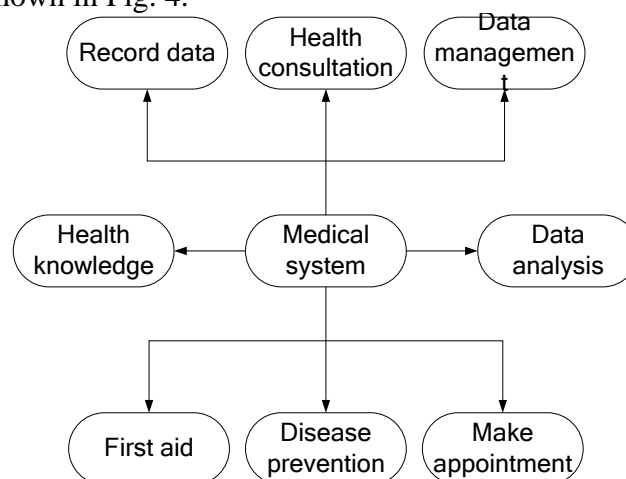 hown in Fig. 4.
Record data
Health
consultation
Data
managemen
t
Health
knowledge
Medical
system
Data
analysis
First aid
Disease
prevention
Make
appointment